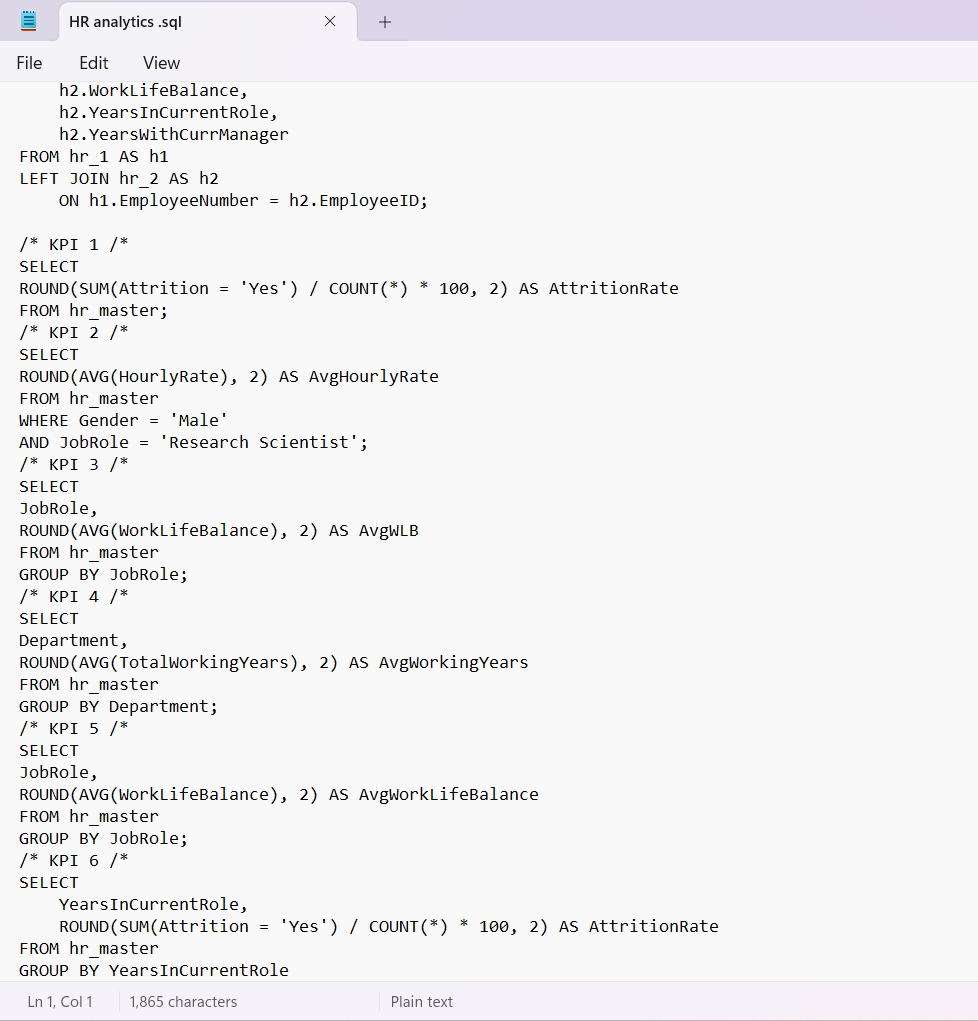 HR analytics .sql
File Edit View
h2.WorkLifeBalance,
h2.YearsInCurrentRole,
h2.YearsWithCurrManager
FROM hr_1 AS h1
LEFT JOIN hr_2 AS h2
ON h1.EmployeeNumber = h2.EmployeeID;
/* KPI 1 /*
SELECT
ROUND(SUM(Attrition = 'Yes') / COUNT(*) * 100, 2) AS AttritionRate
FROM hr_master;
/* KPI 2 /*
SELECT
ROUND(AVG(HourlyRate), 2) AS AvgHourlyRate
FROM hr_master
WHERE Gender = 'Male'
AND JobRole = 'Research Scientist';
/* KPI 3 /*
SELECT
JobRole,
ROUND(AVG(WorkLifeBalance), 2) AS AvgWLB
FROM hr_master
GROUP BY JobRole;
/* KPI 4 /*
SELECT
Department,
ROUND(AVG(TotalWorkingYears), 2) AS AvgWorkingYears
FROM hr_master
GROUP BY Department;
/* KPI 5 /*
SELECT
JobRole,
ROUND(AVG(WorkLifeBalance), 2) AS AvgWorkLifeBalance
FROM hr_master
GROUP BY JobRole;
/* KPI 6 /*
SELECT
YearsInCurrentRole,
ROUND(SUM(Attrition = 'Yes') / COUNT(*) * 100, 2) AS AttritionRate
FROM hr_master
GROUP BY YearsInCurrentRole
Ln 1, Col 1 1,865 characters Plain text